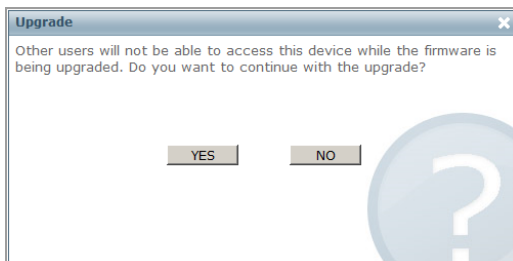 Upgrade
Other users will not be able to access this device while the firmware is
being upgraded. Do you want to continue with the upgrade?
YES NO